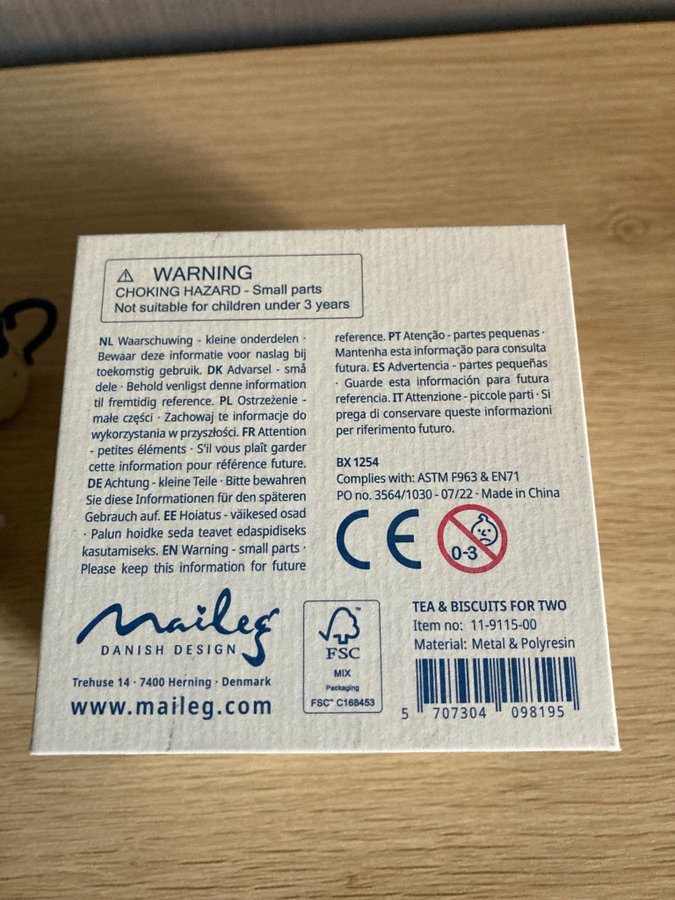 ⚠ WARNING
CHOKING HAZARD - Small parts
Not suitable for children under 3 years
NL Waarschuwing - kleine onderdelen ·
Bewaar deze informatie voor naslag bij
toekomstig gebruik. DK Advarsel - små
dele · Behold venligst denne information
til fremtidig reference. PL Ostrzeżenie -
małe części · Zachowaj te informacje do
wykorzystania w przyszłości. FR Attention
- petites éléments · S'il vous plaît garder
cette information pour référence future.
DE Achtung - kleine Teile · Bitte bewahren
Sie diese Informationen für den späteren
Gebrauch auf. EE Hoiatus - väikesed osad
· Palun hoidke seda teavet edaspidiseks
kasutamiseks. EN Warning - small parts ·
Please keep this information for future
reference. PT Atenção - partes pequenas ·
Mantenha esta informação para consulta
futura. ES Advertencia - partes pequeñas
· Guarde esta información para futura
referencia. IT Attenzione - piccole parti · Si
prega di conservare queste informazioni
per riferimento futuro.
BX 1254
Complies with: ASTM F963 & EN71
PO no. 3564/1030 - 07/22 · Made in China
CE
0-3
Maileg
DANISH DESIGN
Trehuse 14 · 7400 Herning · Denmark
www.maileg.com
FSC
MIX
Packaging
FSC™ C168453
TEA & BISCUITS FOR TWO
Item no: 11-9115-00
Material: Metal & Polyresin
5 707304 098195